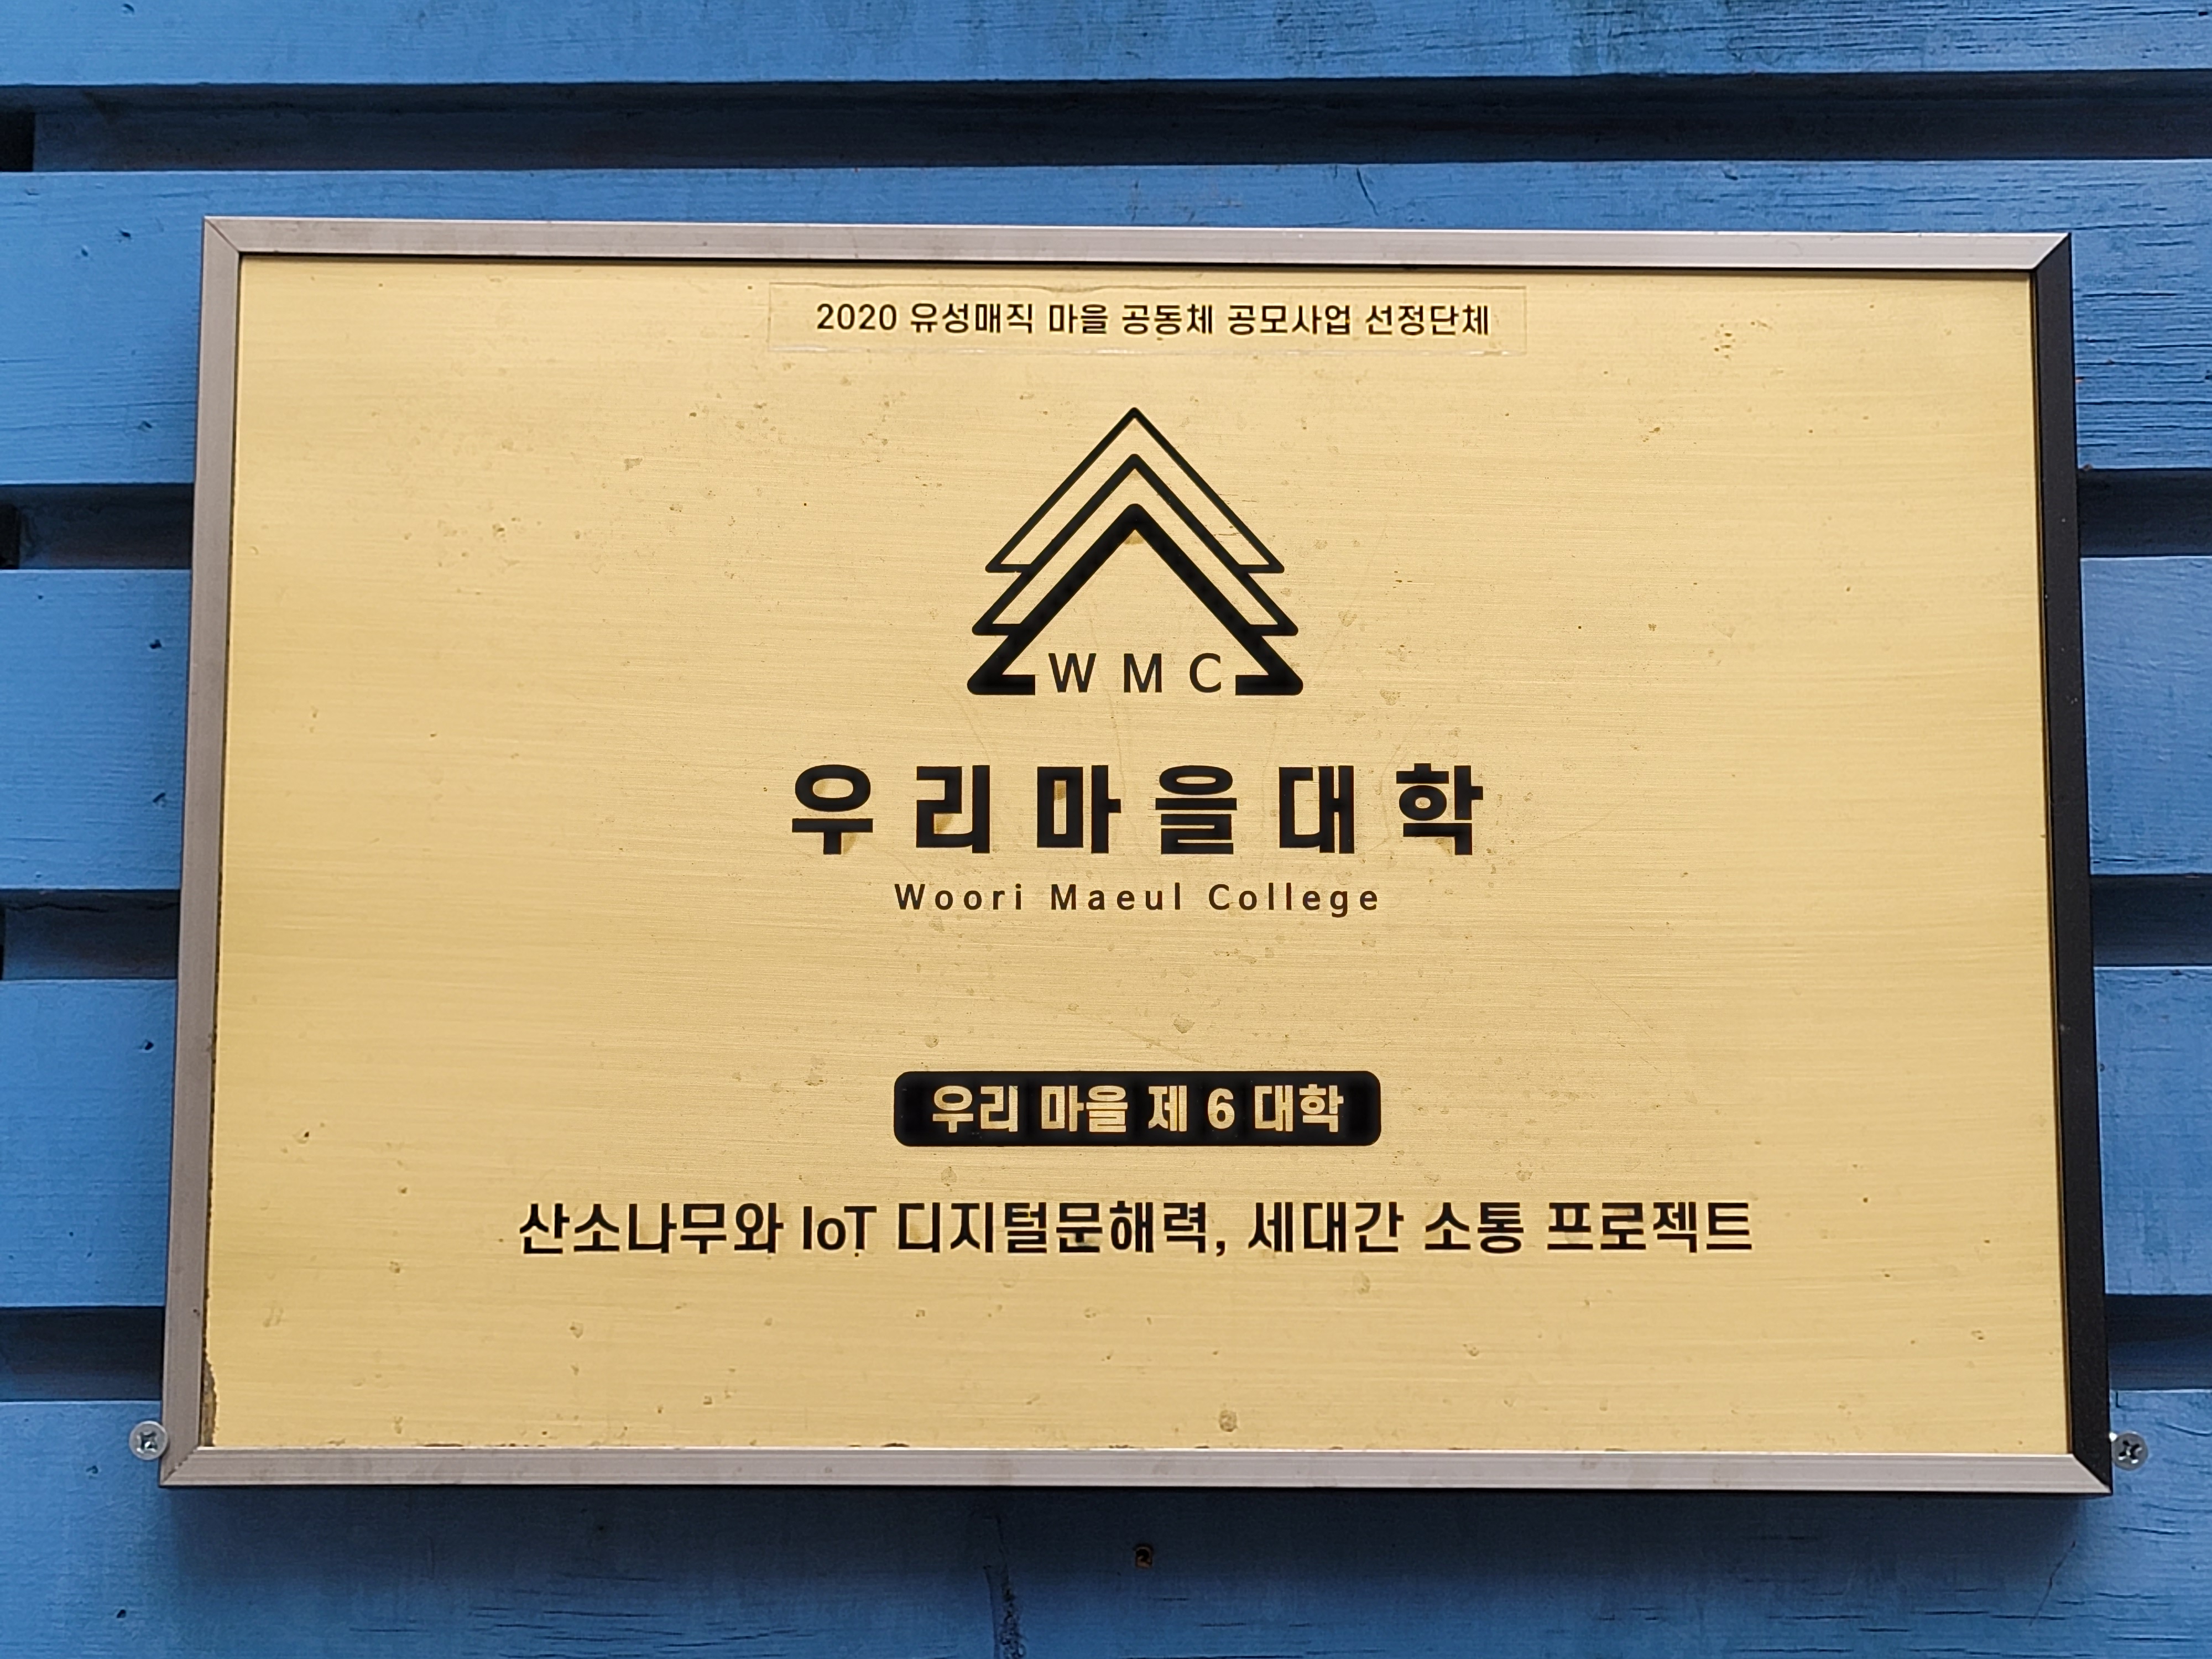 2020 유성매직 마을 공동체 공모사업 선정단체
W M C
우리마을대학
Woori Maeul College
우리 마을 제 6 대학
산소나무와 IoT 디지털문해력, 세대간 소통 프로젝트